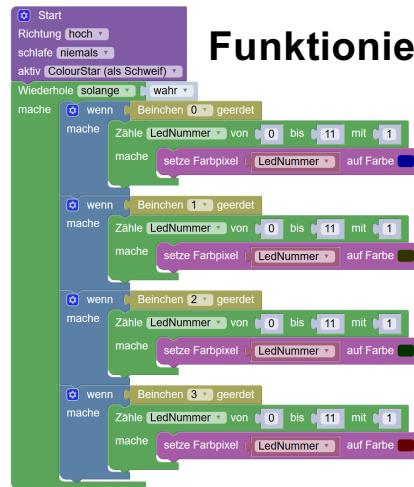 Start
Funktionie
Richtung hoch
schlafe niemals
aktiv ColourStar (als Schweif)
Wiederhole solange wahr
mache wenn Beinchen 0 geerdet
mache Zähle LedNummer von 0 bis 11 mit 1
mache setze Farbpixel LedNummer auf Farbe
wenn Beinchen 1 geerdet
mache Zähle LedNummer von 0 bis 11 mit 1
mache setze Farbpixel LedNummer auf Farbe
wenn Beinchen 2 geerdet
mache Zähle LedNummer von 0 bis 11 mit 1
mache setze Farbpixel LedNummer auf Farbe
wenn Beinchen 3 geerdet
mache Zähle LedNummer von 0 bis 11 mit 1
mache setze Farbpixel LedNummer auf Farbe